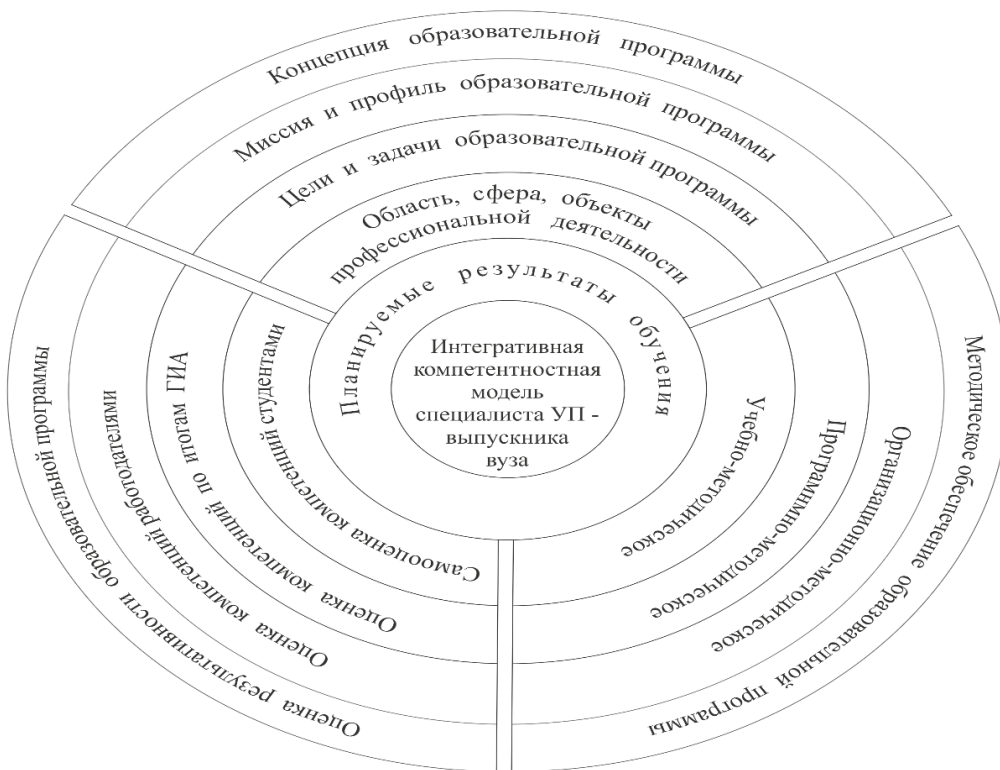 Концепция образовательной программы
Миссия и профиль образовательной программы
Цели и задачи образовательной программы
Область, сфера, объекты
профессиональной деятельности
Планируемые результаты обучения
Интегративная
компетентностная
модель
специалиста УП -
выпускника
вуза
Учебно-методическое
Программно-методическое
Организационно-методическое
Методическое обеспечение образовательной программы
Самооценка компетенций студентами
Оценка компетенций по итогам ГИА
Оценка компетенций работодателями
Оценка результативности образовательной программы